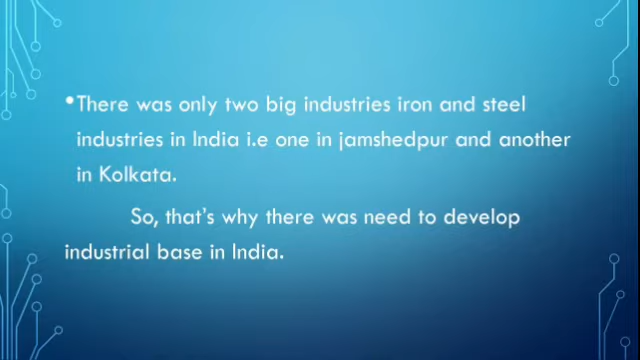 •There was only two big industries iron and steel
industries in India i.e one in jamshedpur and another
in Kolkata.
So, that's why there was need to develop
industrial base in India.